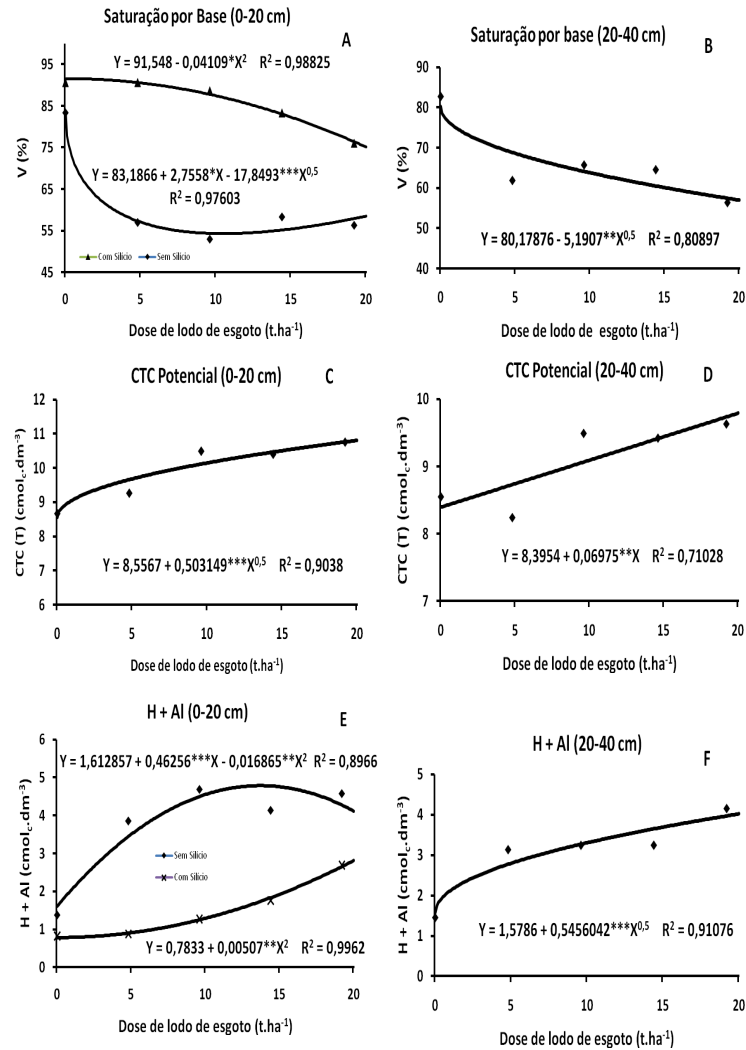 Saturação por Base (0-20 cm)
A
Y = 91,548 - 0,04109*X² R² = 0,98825
95
85
75
65
55
45
V (%)
Y = 83,1866 + 2,7558*X - 17,8493***X^0,5
R² = 0,97603
Com Silício Sem Silício
0 5 10 15 20
Dose de lodo de esgoto (t.ha⁻¹)
Saturação por base (20-40 cm)
B
90
80
70
60
50
40
V (%)
Y = 80,17876 - 5,1907**X^0,5 R² = 0,80897
0 5 10 15 20
Dose de lodo de esgoto (t.ha⁻¹)
CTC Potencial (0-20 cm)
C
12
11
10
9
8
7
6
CTC (T) (cmolc.dm⁻³)
Y = 8,5567 + 0,503149***X^0,5 R² = 0,9038
0 5 10 15 20
Dose de lodo de esgoto (t.ha⁻¹)
CTC Potencial (20-40 cm)
D
10
9
8
7
CTC (T) (cmolc.dm⁻³)
Y = 8,3954 + 0,06975**X R² = 0,71028
0 5 10 15 20
Dose de lodo de esgoto (t.ha⁻¹)
H + Al (0-20 cm)
E
Y = 1,612857 + 0,46256***X - 0,016865**X² R² = 0,8966
6
5
4
3
2
1
0
H + Al (cmolc.dm⁻³)
Sem Silício
Com Silício
Y = 0,7833 + 0,00507**X² R² = 0,9962
0 5 10 15 20
Dose de lodo de esgoto (t.ha⁻¹)
H + Al (20-40 cm)
F
5
4
3
2
1
0
H + Al (cmolc.dm⁻³)
Y = 1,5786 + 0,5456042***X^0,5 R² = 0,91076
0 5 10 15 20
Dose de lodo de esgoto (t.ha⁻¹)